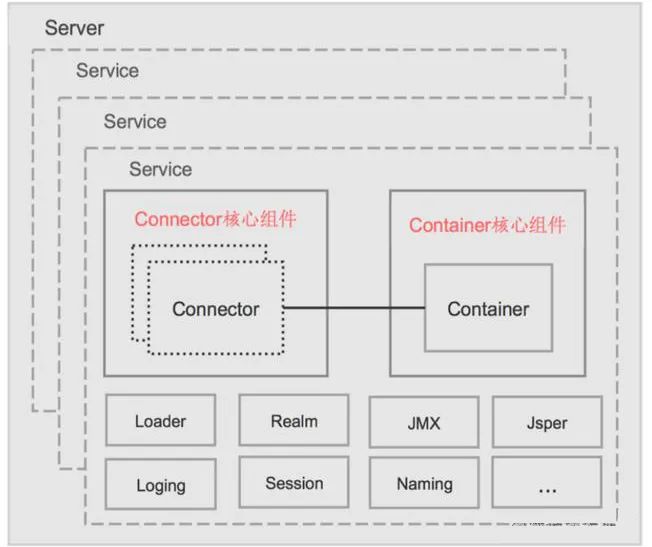 Server
Service
Service
Service
Connector核心组件
Container核心组件
Connector
Container
Loader
Realm
JMX
Jsper
Loging
Session
Naming
...